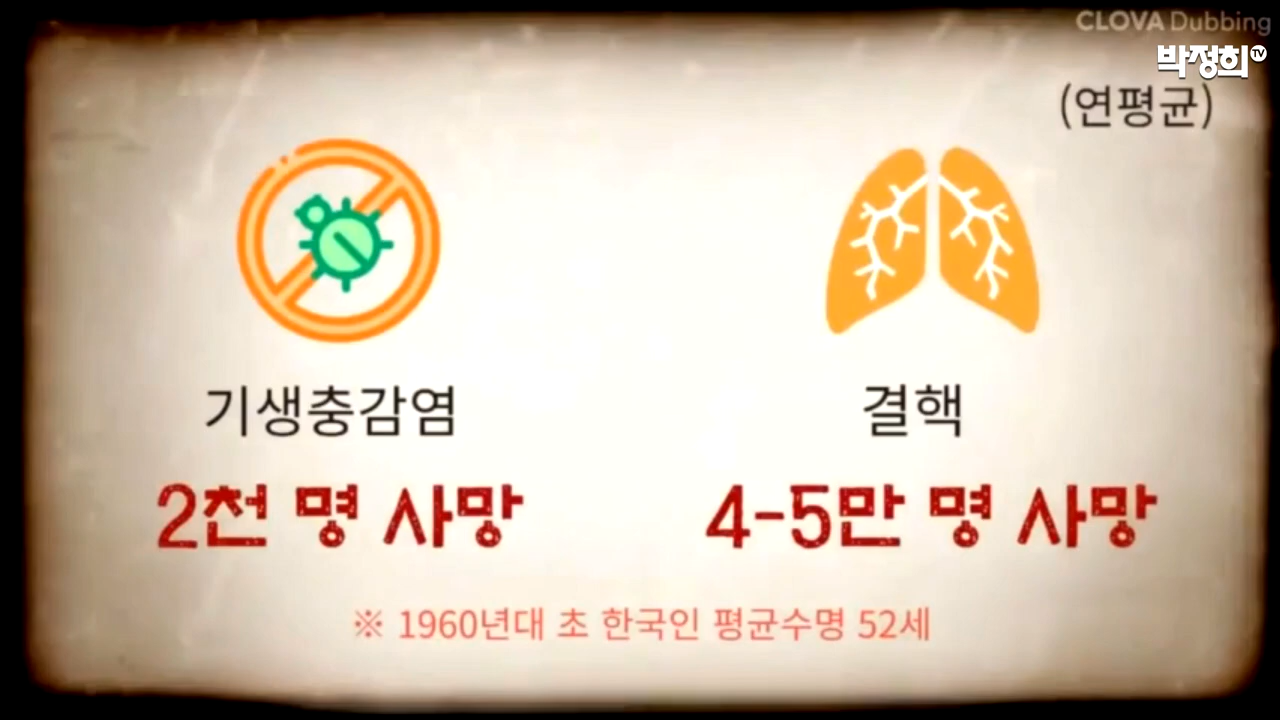 CLOVA Dubbing
박정희TV
(연평균)
기생충감염
결핵
2천 명 사망
4-5만 명 사망
※ 1960년대 초 한국인 평균수명 52세